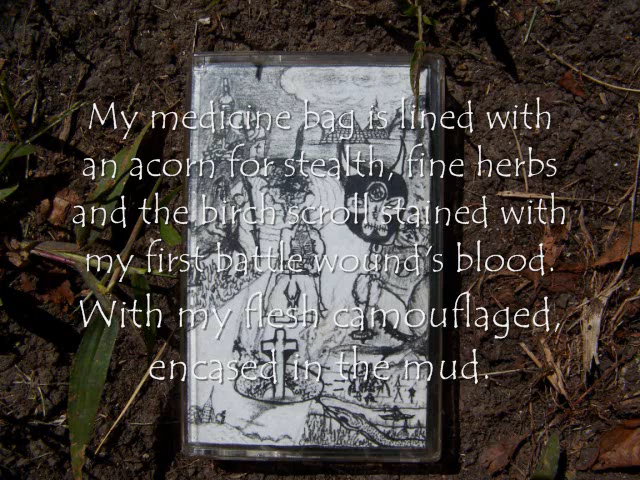 My medicine bag is lined with
an acorn for stealth, fine herbs
and the birch scroll stained with
my first battle wound's blood.
With my flesh camouflaged,
encased in the mud.